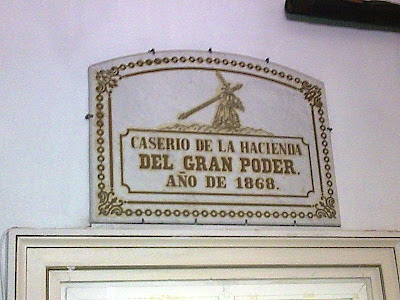 CASERIO DE LA HACIENDA
DEL GRAN PODER.
AÑO DE 1868.